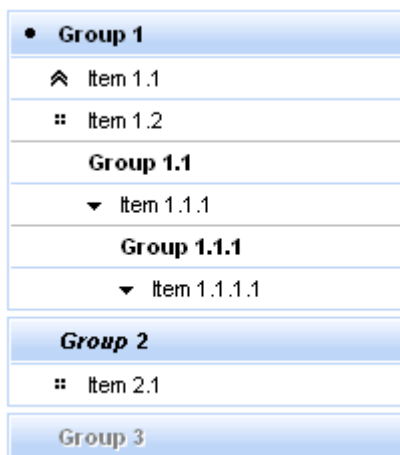 Group 1
Item 1.1
Item 1.2
Group 1.1
Item 1.1.1
Group 1.1.1
Item 1.1.1.1
Group 2
Item 2.1
Group 3